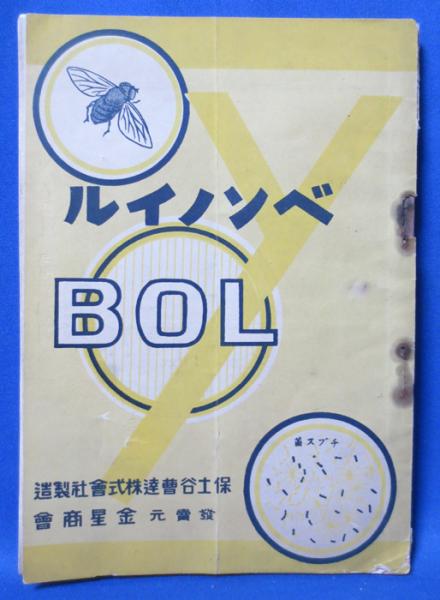 ベンノイル
BOL
チブス菌
保土谷曹達株式會社製造
發賣元 金星商會